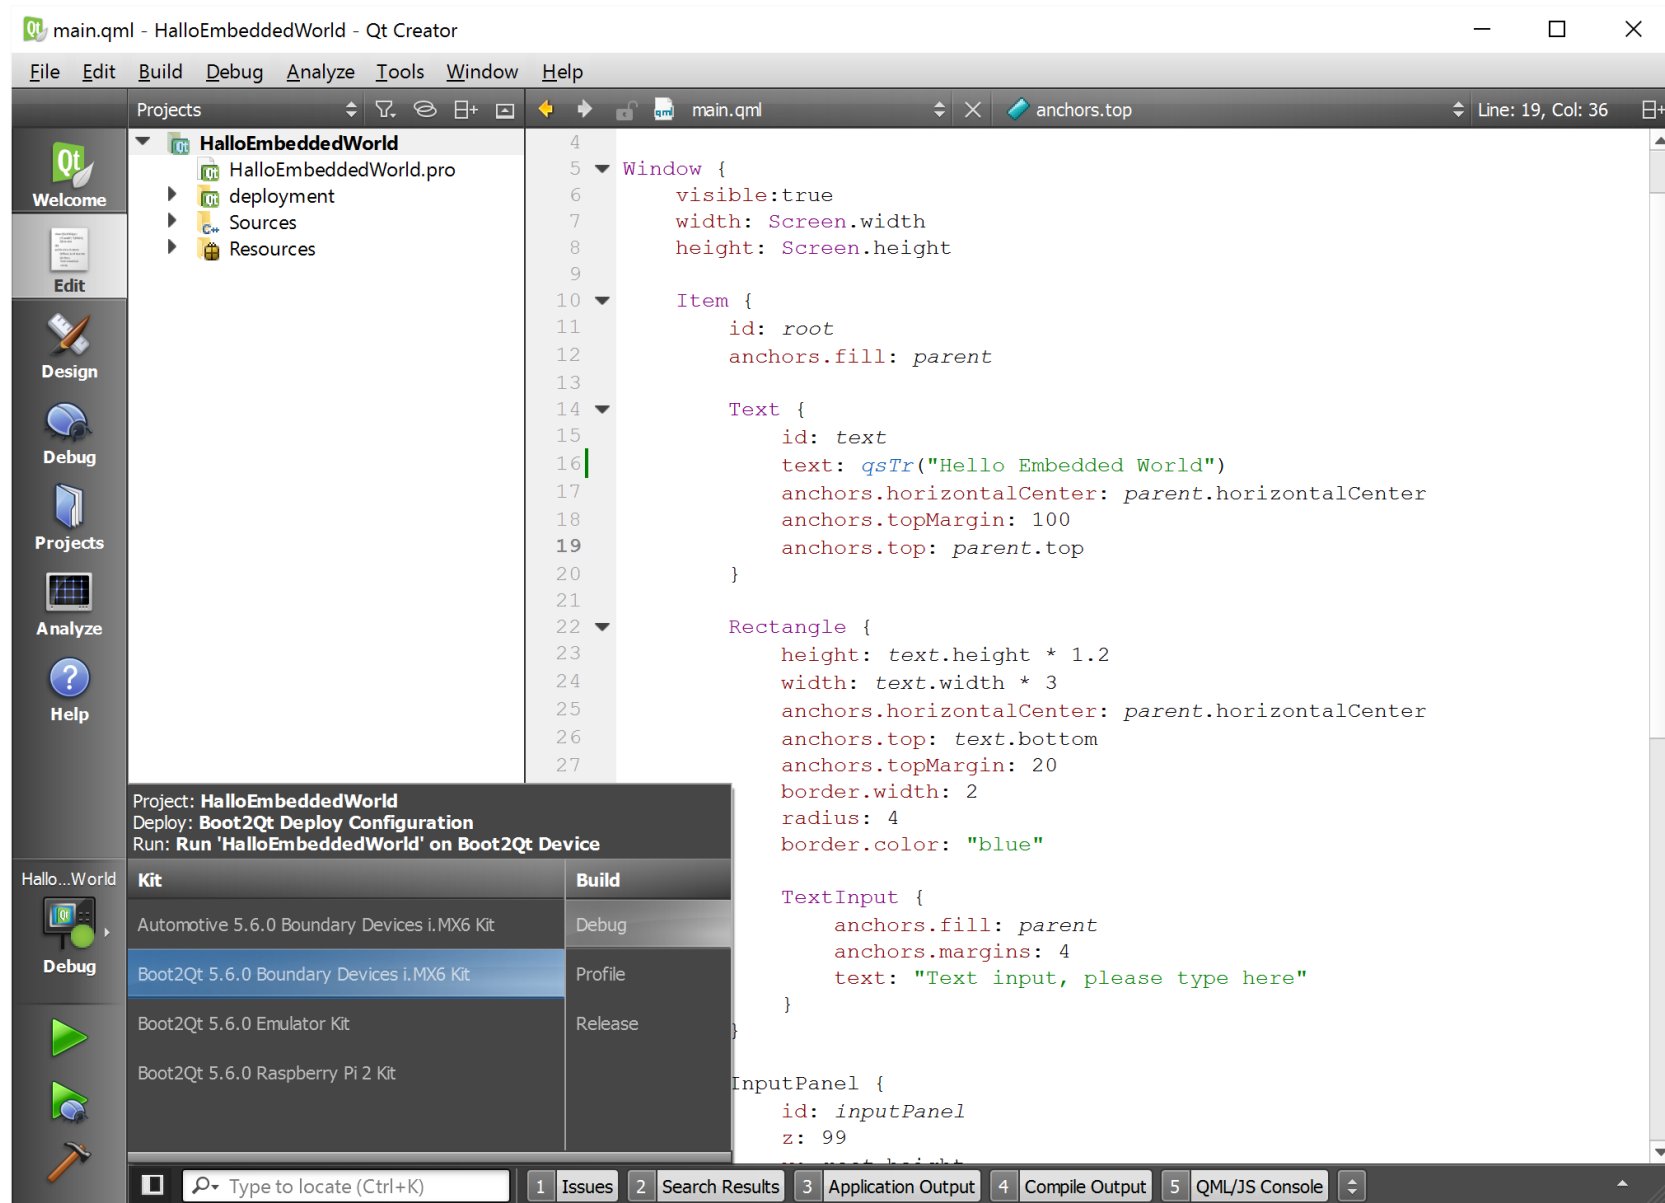 main.qml - HalloEmbeddedWorld - Qt Creator
File Edit Build Debug Analyze Tools Window Help
Projects main.qml anchors.top Line: 19, Col: 36
Welcome
Edit
Design
Debug
Projects
Analyze
Help
HalloEmbeddedWorld
HalloEmbeddedWorld.pro
deployment
Sources
Resources
4
5 Window {
6 visible:true
7 width: Screen.width
8 height: Screen.height
9
10 Item {
11 id: root
12 anchors.fill: parent
13
14 Text {
15 id: text
16 text: qsTr("Hello Embedded World")
17 anchors.horizontalCenter: parent.horizontalCenter
18 anchors.topMargin: 100
19 anchors.top: parent.top
20 }
21
22 Rectangle {
23 height: text.height * 1.2
24 width: text.width * 3
25 anchors.horizontalCenter: parent.horizontalCenter
26 anchors.top: text.bottom
27 anchors.topMargin: 20
border.width: 2
radius: 4
border.color: "blue"
TextInput {
anchors.fill: parent
anchors.margins: 4
text: "Text input, please type here"
}
}
InputPanel {
id: inputPanel
z: 99
Project: HalloEmbeddedWorld
Deploy: Boot2Qt Deploy Configuration
Run: Run 'HalloEmbeddedWorld' on Boot2Qt Device
Hallo...World
Debug
Kit Build
Automotive 5.6.0 Boundary Devices i.MX6 Kit Debug
Boot2Qt 5.6.0 Boundary Devices i.MX6 Kit Profile
Boot2Qt 5.6.0 Emulator Kit Release
Boot2Qt 5.6.0 Raspberry Pi 2 Kit
Type to locate (Ctrl+K) 1 Issues 2 Search Results 3 Application Output 4 Compile Output 5 QML/JS Console